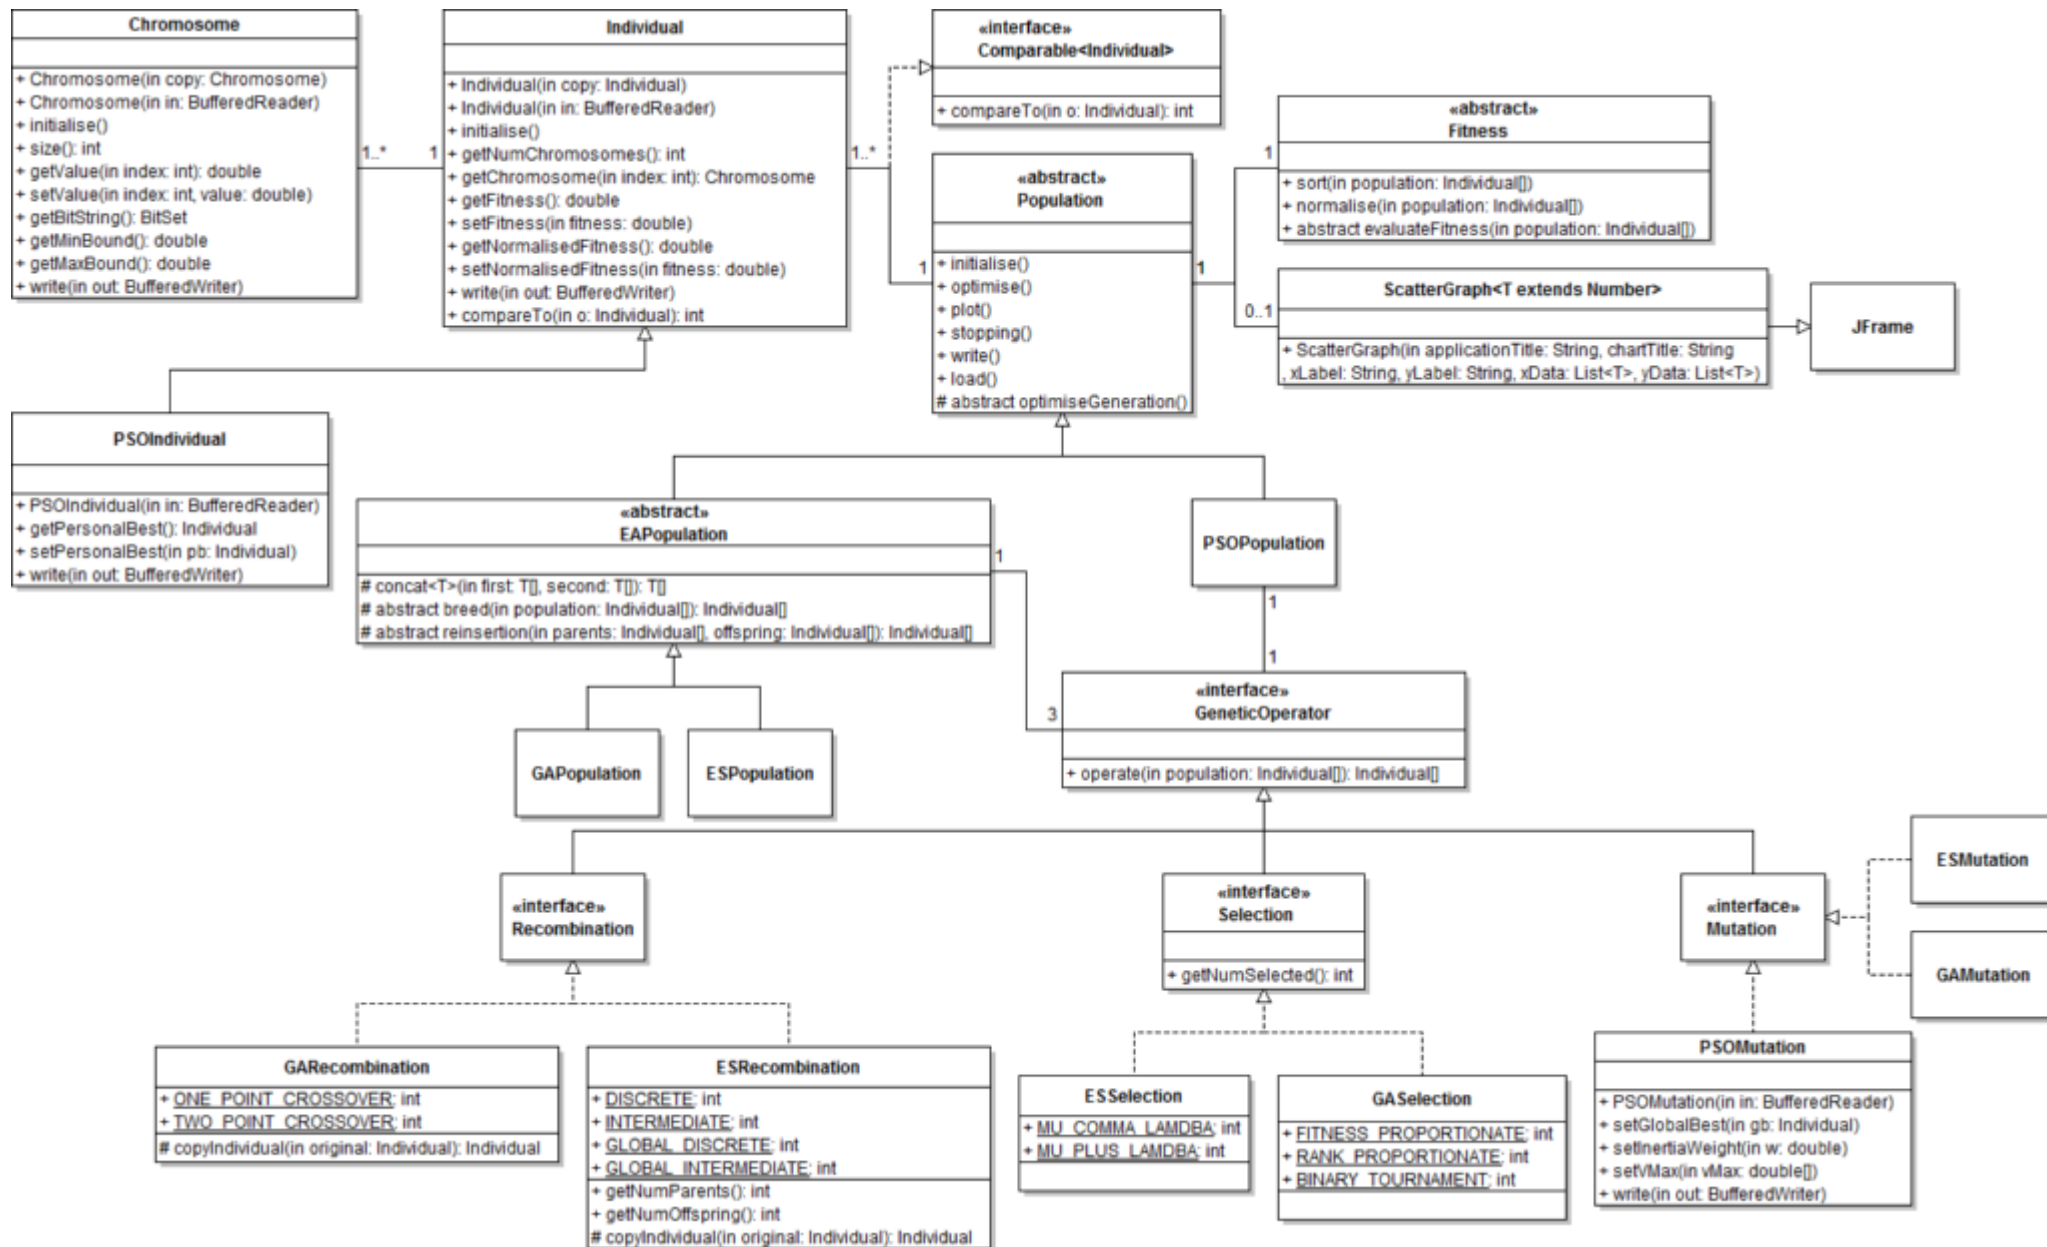 Chromosome
+ Chromosome(in copy: Chromosome)
+ Chromosome(in in: BufferedReader)
+ initialise()
+ size(): int
+ getValue(in index: int): double
+ setValue(in index: int, value: double)
+ getBitString(): BitSet
+ getMinBound(): double
+ getMaxBound(): double
+ write(in out: BufferedWriter)
1..*
1
Individual
+ Individual(in copy: Individual)
+ Individual(in in: BufferedReader)
+ initialise()
+ getNumChromosomes(): int
+ getChromosome(in index: int): Chromosome
+ getFitness(): double
+ setFitness(in fitness: double)
+ getNormalisedFitness(): double
+ setNormalisedFitness(in fitness: double)
+ write(in out: BufferedWriter)
+ compareTo(in o: Individual): int
1..*
1
«interface»
Comparable<Individual>
+ compareTo(in o: Individual): int
«abstract»
Population
+ initialise()
+ optimise()
+ plot()
+ stopping()
+ write()
+ load()
# abstract optimiseGeneration()
1
1
0..1
«abstract»
Fitness
+ sort(in population: Individual[])
+ normalise(in population: Individual[])
+ abstract evaluateFitness(in population: Individual[])
ScatterGraph<T extends Number>
+ ScatterGraph(in applicationTitle: String, chartTitle: String
, xLabel: String, yLabel: String, xData: List<T>, yData: List<T>)
JFrame
PSOIndividual
+ PSOIndividual(in in: BufferedReader)
+ getPersonalBest(): Individual
+ setPersonalBest(in pb: Individual)
+ write(in out: BufferedWriter)
«abstract»
EAPopulation
# concat<T>(in first: T[], second: T[]): T[]
# abstract breed(in population: Individual[]): Individual[]
# abstract reinsertion(in parents: Individual[], offspring: Individual[]): Individual[]
1
3
PSOPopulation
1
1
GAPopulation
ESPopulation
«interface»
GeneticOperator
+ operate(in population: Individual[]): Individual[]
«interface»
Recombination
«interface»
Selection
+ getNumSelected(): int
«interface»
Mutation
ESMutation
GAMutation
GARecombination
+ ONE_POINT_CROSSOVER: int
+ TWO_POINT_CROSSOVER: int
# copyIndividual(in original: Individual): Individual
ESRecombination
+ DISCRETE: int
+ INTERMEDIATE: int
+ GLOBAL_DISCRETE: int
+ GLOBAL_INTERMEDIATE: int
+ getNumParents(): int
+ getNumOffspring(): int
# copyIndividual(in original: Individual): Individual
ESSelection
+ MU_COMMA_LAMDBA: int
+ MU_PLUS_LAMDBA: int
GASelection
+ FITNESS_PROPORTIONATE: int
+ RANK_PROPORTIONATE: int
+ BINARY_TOURNAMENT: int
PSOMutation
+ PSOMutation(in in: BufferedReader)
+ setGlobalBest(in gb: Individual)
+ setInertiaWeight(in w: double)
+ setVMax(in vMax: double[])
+ write(in out: BufferedWriter)